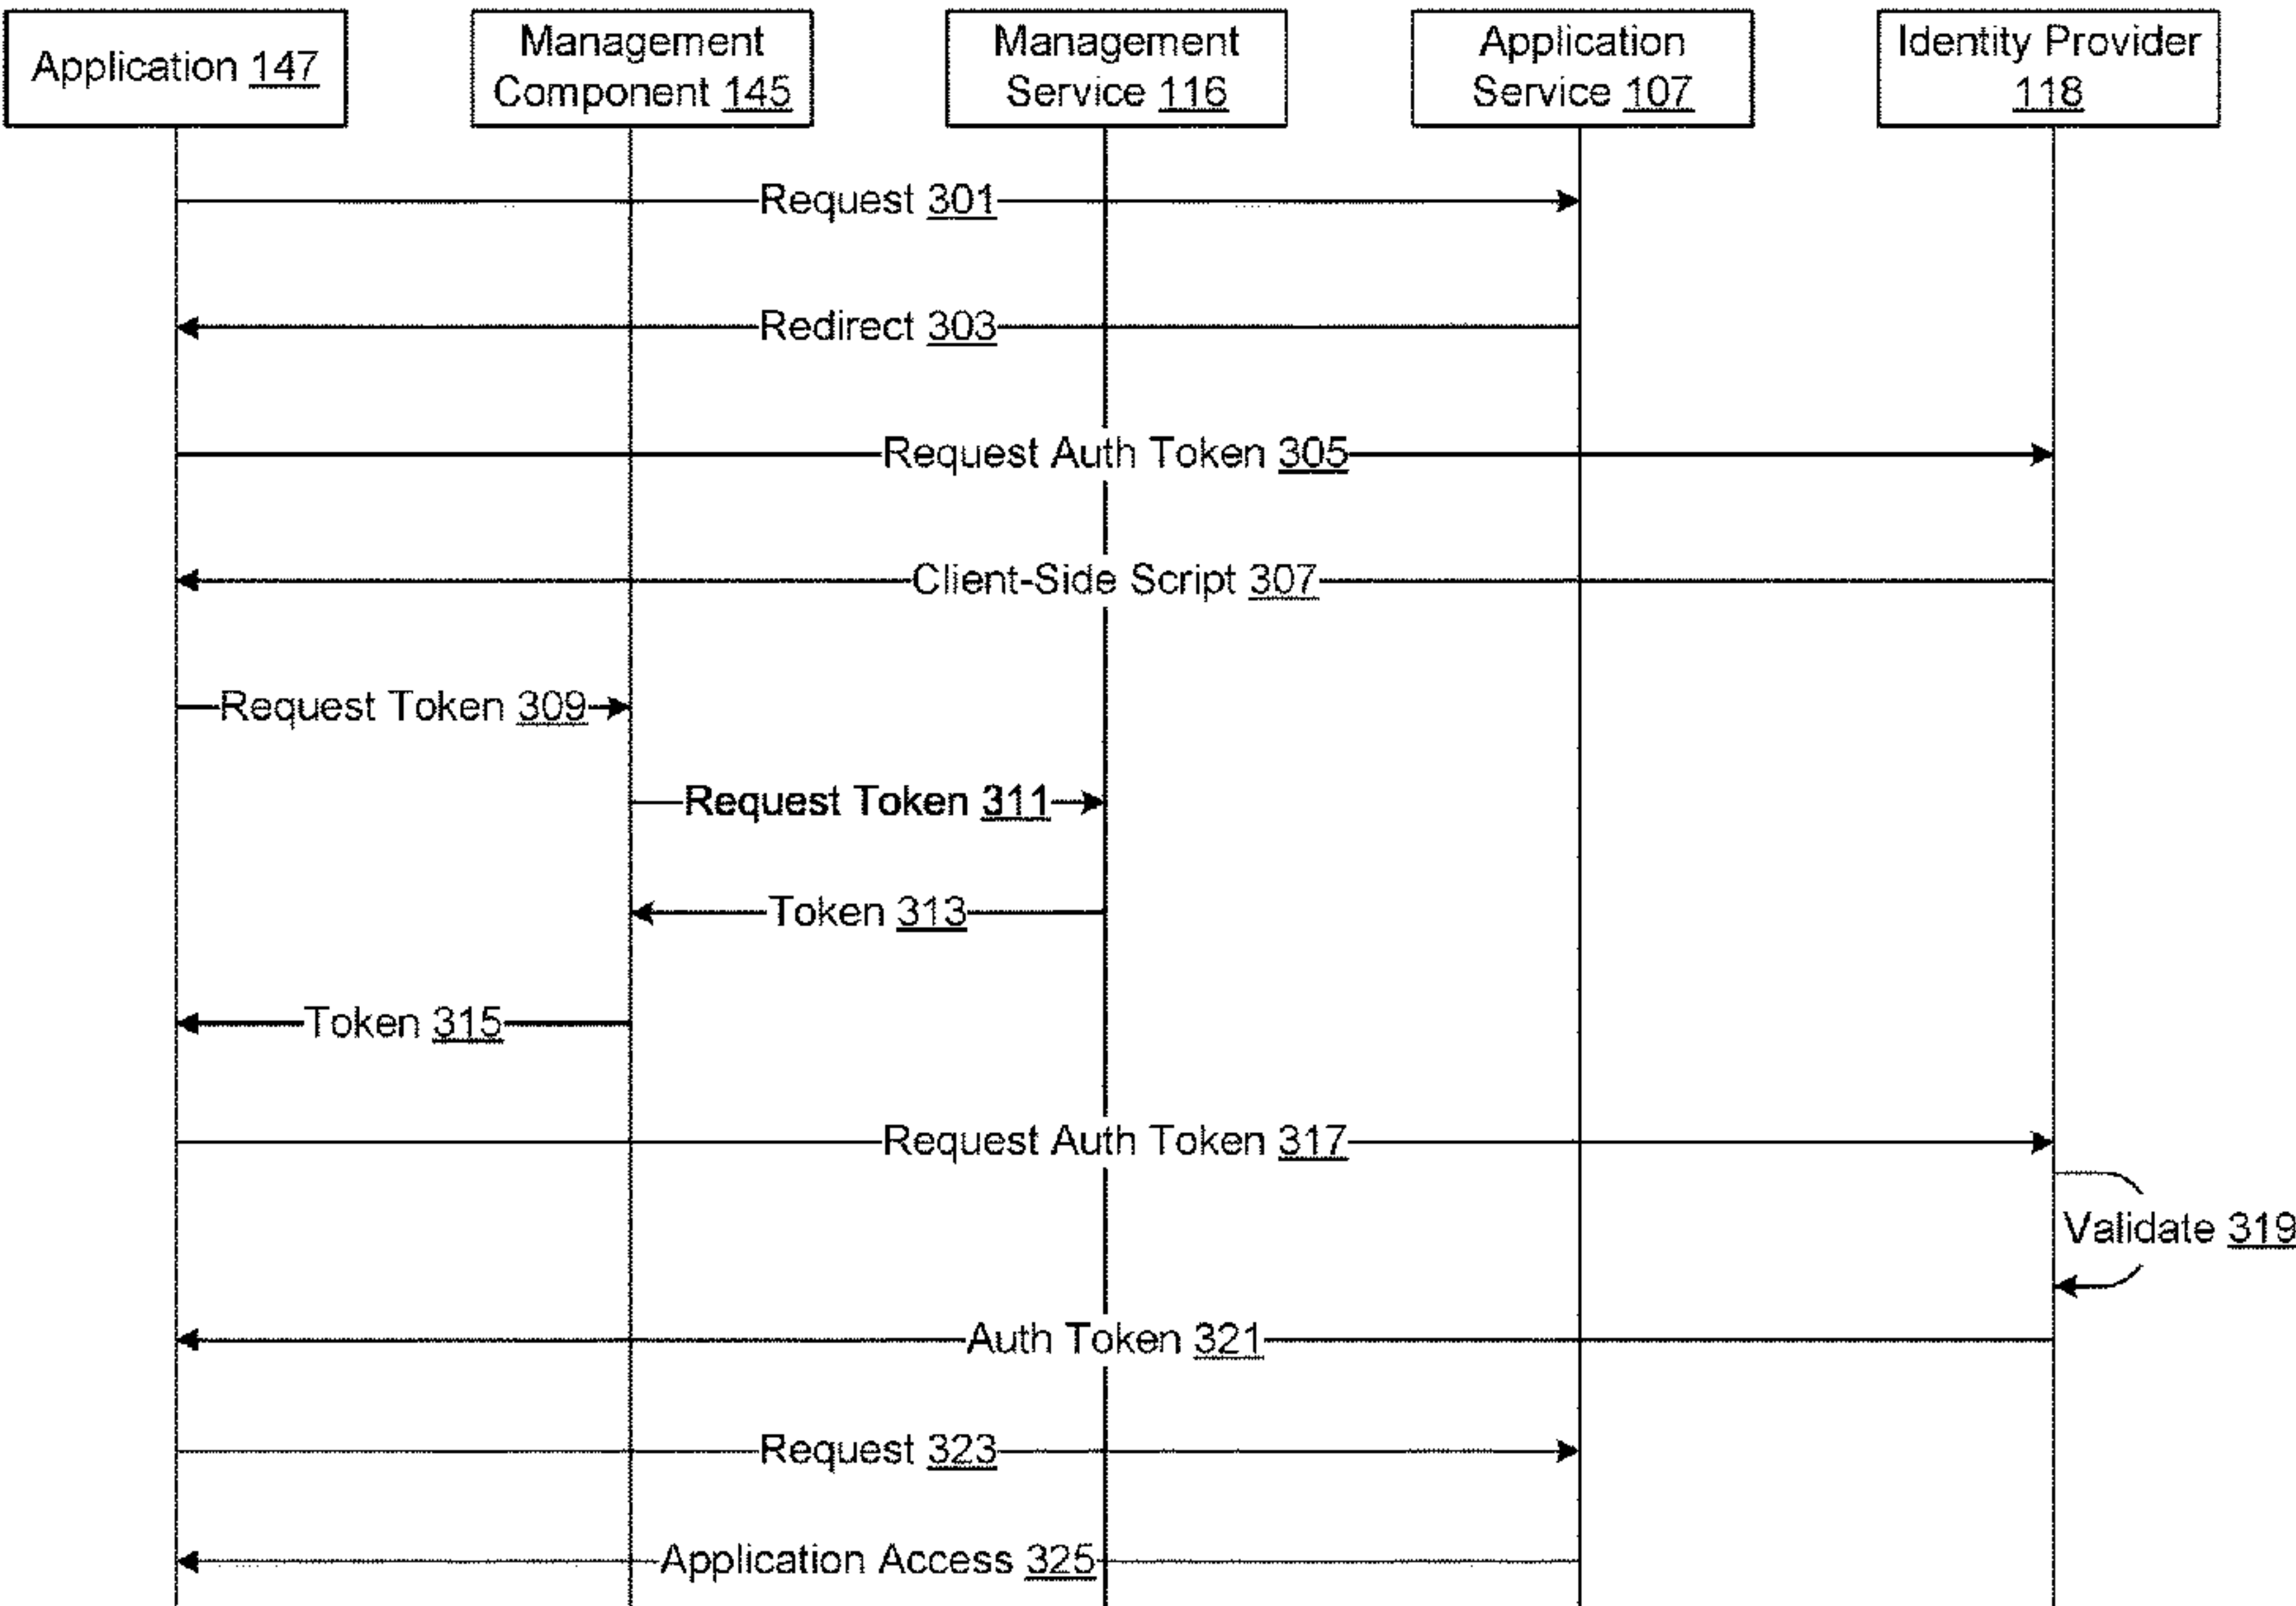 Application 147
Management
Component 145
Management
Service 116
Application
Service 107
Identity Provider
118
Request 301
Redirect 303
Request Auth Token 305
Client-Side Script 307
Request Token 309
Request Token 311
Token 313
Token 315
Request Auth Token 317
Validate 319
Auth Token 321
Request 323
Application Access 325